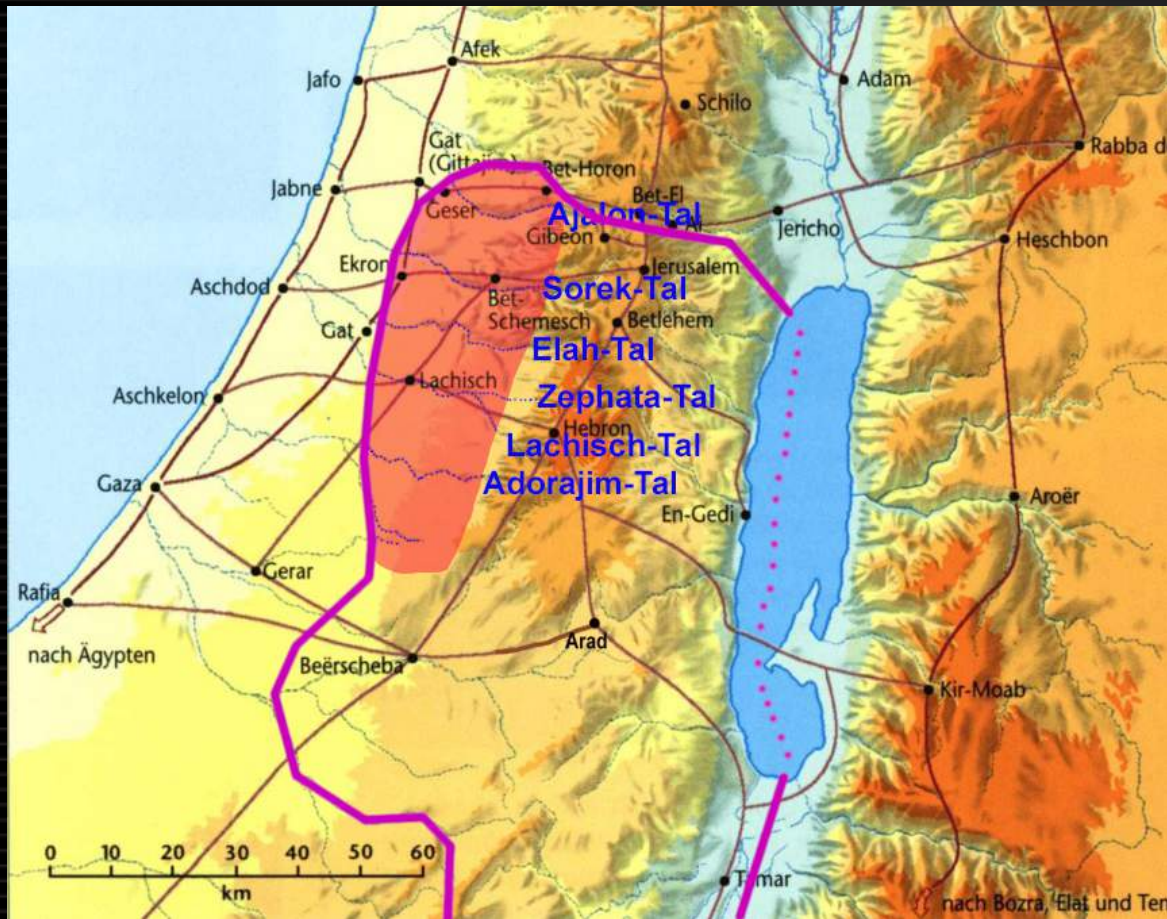 Afek
Jafo
Adam
Schilo
Gat
(Gittajim)
Rabba d
Jabne
Bet-Horon
Geser
Bet-El
Ajalon-Tal
Ai
Jericho
Gibeon
Heschbon
Ekron
Jerusalem
Aschdod
Bet-
Schemesch
Sorek-Tal
Betlehem
Gat
Elah-Tal
Lachisch
Aschkelon
Zephata-Tal
Hebron
Lachisch-Tal
Gaza
Adorajim-Tal
Aroër
En-Gedi
Gerar
Rafia
nach Ägypten
Arad
Beërscheba
Kir-Moab
0 10 20 30 40 50 60
km
Tamar
nach Bozra, Elat und Tem